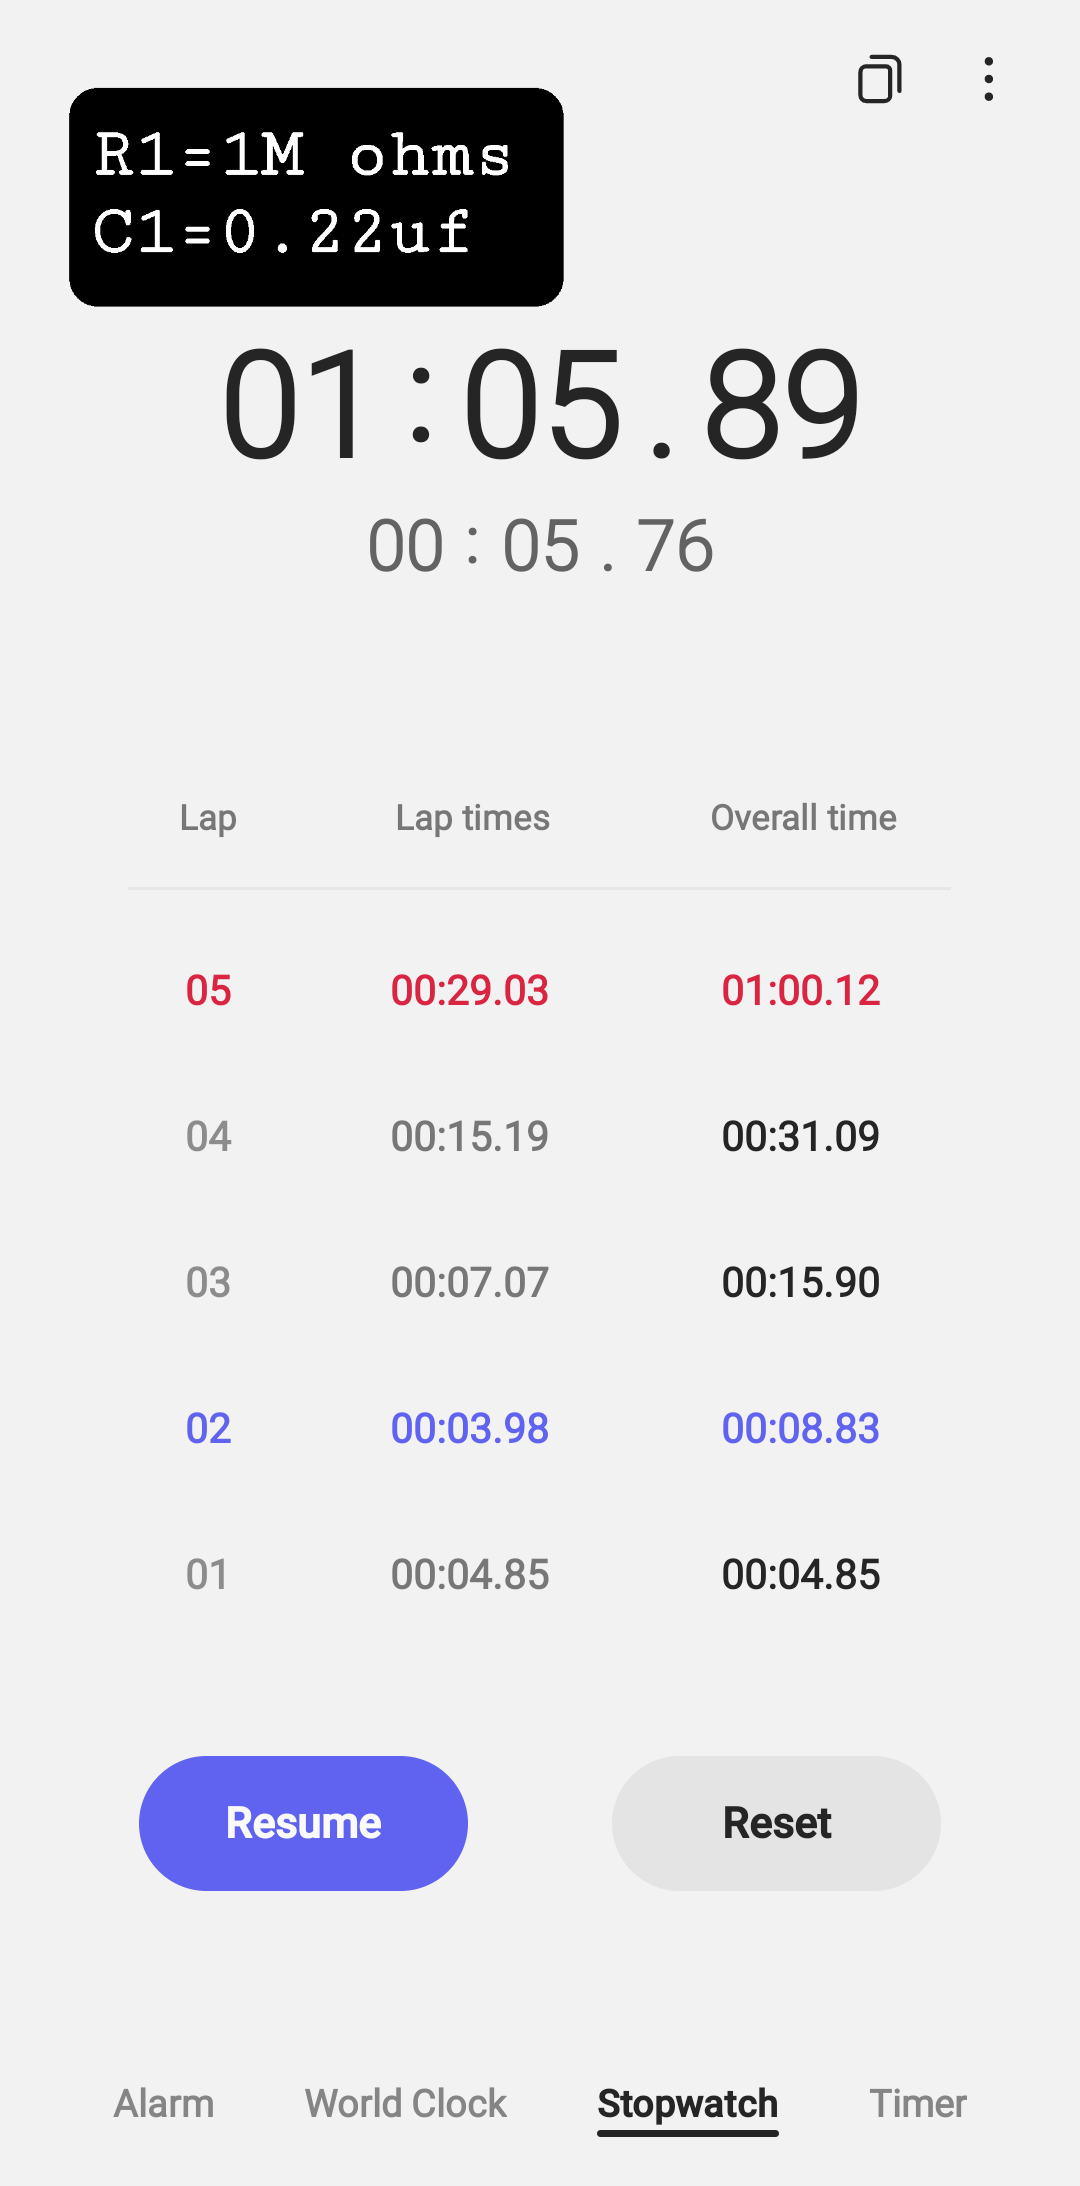 R1=1M ohms
C1=0.22uf
01:05.89
00:05.76
Lap Lap times Overall time
05 00:29.03 01:00.12
04 00:15.19 00:31.09
03 00:07.07 00:15.90
02 00:03.98 00:08.83
01 00:04.85 00:04.85
Resume Reset
Alarm World Clock Stopwatch Timer